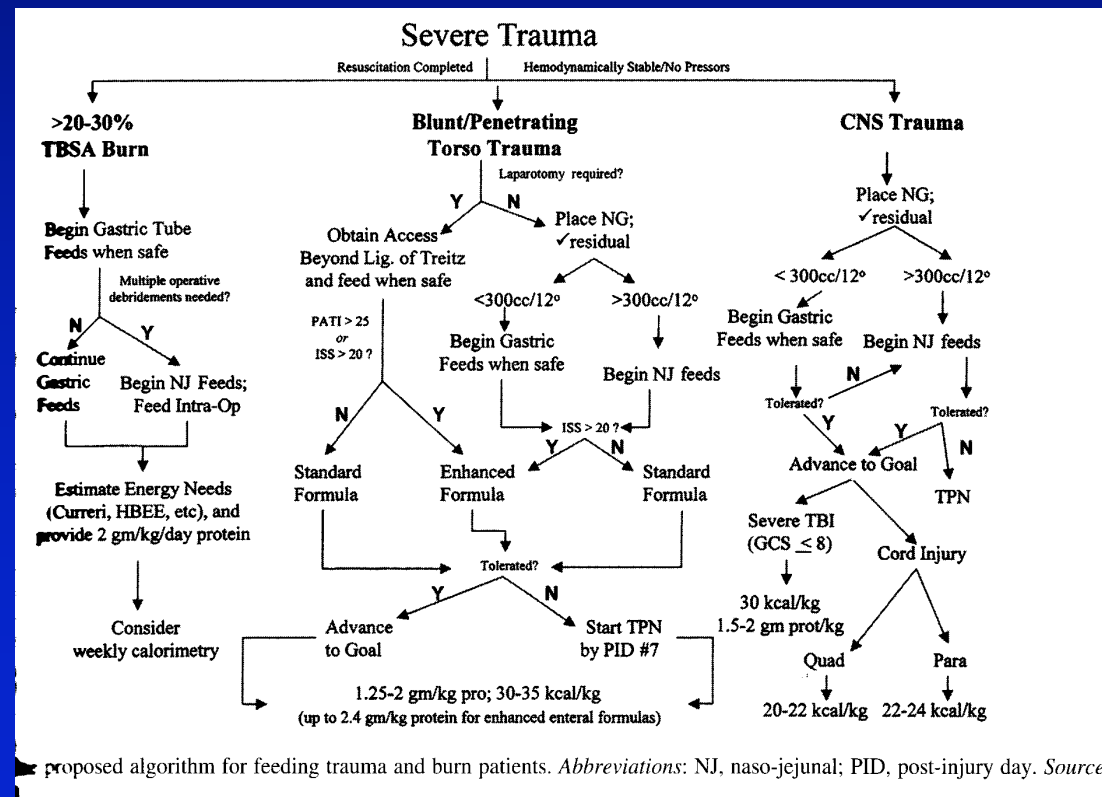 Severe Trauma
Resuscitation Completed
Hemodynamically Stable/No Pressors
>20-30%
TBSA Burn
Begin Gastric Tube
Feeds when safe
Multiple operative
debridements needed?
N
Y
Continue
Gastric
Feeds
Begin NJ Feeds;
Feed Intra-Op
Estimate Energy Needs
(Curreri, HBEE, etc), and
provide 2 gm/kg/day protein
Consider
weekly calorimetry
Blunt/Penetrating
Torso Trauma
Laparotomy required?
Y
N
Obtain Access
Beyond Lig. of Treitz
and feed when safe
PATI > 25
or
ISS > 20 ?
N
Y
Place NG;
✓residual
<300cc/12°
>300cc/12°
Begin Gastric
Feeds when safe
Begin NJ feeds
ISS > 20 ?
Y
N
Standard
Formula
Enhanced
Formula
Standard
Formula
Tolerated?
Y
N
Advance
to Goal
Start TPN
by PID #7
1.25-2 gm/kg pro; 30-35 kcal/kg
(up to 2.4 gm/kg protein for enhanced enteral formulas)
CNS Trauma
Place NG;
✓residual
< 300cc/12°
>300cc/12°
Begin Gastric
Feeds when safe
Begin NJ feeds
N
Tolerated?
Y
Tolerated?
Y
N
Advance to Goal
TPN
Severe TBI
(GCS ≤ 8)
Cord Injury
30 kcal/kg
1.5-2 gm prot/kg
Quad
Para
20-22 kcal/kg
22-24 kcal/kg
proposed algorithm for feeding trauma and burn patients. Abbreviations: NJ, naso-jejunal; PID, post-injury day. Source